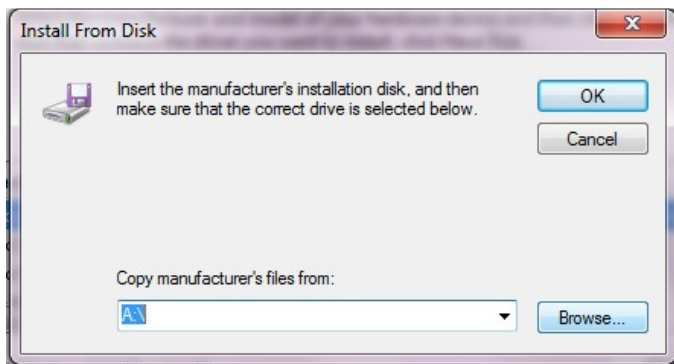 Install From Disk
Insert the manufacturer's installation disk, and then
make sure that the correct drive is selected below.
OK
Cancel
Copy manufacturer's files from:
A:\
Browse...